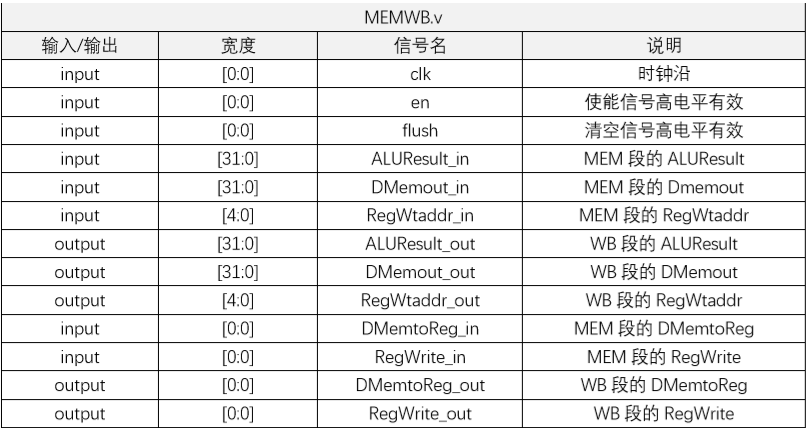 MEMWB.v
输入/输出 宽度 信号名 说明
input [0:0] clk 时钟沿
input [0:0] en 使能信号高电平有效
input [0:0] flush 清空信号高电平有效
input [31:0] ALUResult_in MEM 段的 ALUResult
input [31:0] DMemout_in MEM 段的 Dmemout
input [4:0] RegWtaddr_in MEM 段的 RegWtaddr
output [31:0] ALUResult_out WB 段的 ALUResult
output [31:0] DMemout_out WB 段的 DMemout
output [4:0] RegWtaddr_out WB 段的 RegWtaddr
input [0:0] DMemtoReg_in MEM 段的 DMemtoReg
input [0:0] RegWrite_in MEM 段的 RegWrite
output [0:0] DMemtoReg_out WB 段的 DMemtoReg
output [0:0] RegWrite_out WB 段的 RegWrite